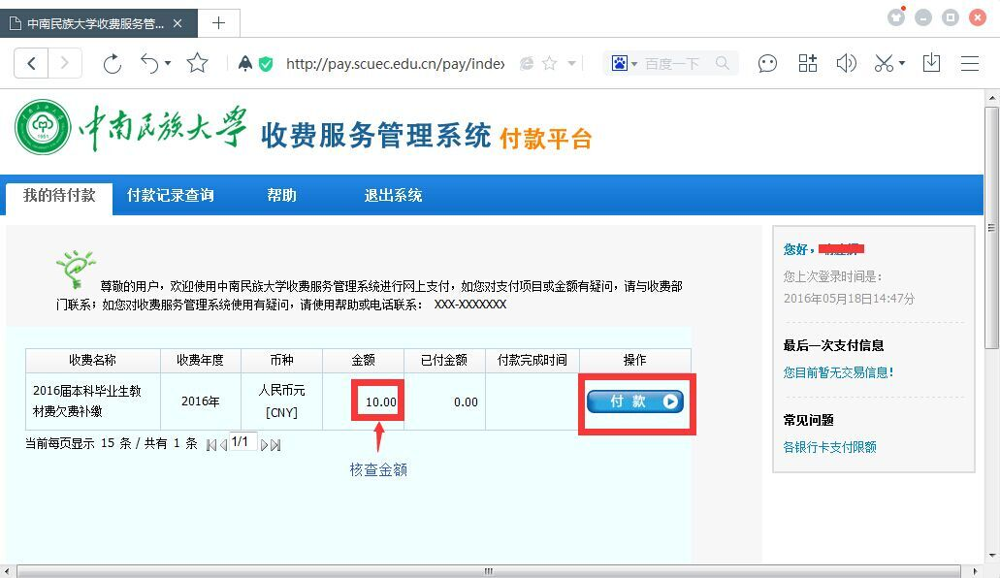 中南民族大学收费服务管...
http://pay.scuec.edu.cn/pay/index
百度一下
中南民族大学 收费服务管理系统 付款平台
我的待付款 付款记录查询 帮助 退出系统
尊敬的用户，欢迎使用中南民族大学收费服务管理系统进行网上支付，如您对支付项目或金额有疑问，请与收费部
门联系；如您对收费服务管理系统使用有疑问，请使用帮助或电话联系： XXX-XXXXXXX
收费名称 收费年度 币种 金额 已付金额 付款完成时间 操作
2016届本科毕业生教
材费欠费补缴
2016年
人民币元
[CNY]
10.00
0.00
付 款
当前每页显示 15 条 / 共有 1 条 1/1
核查金额
您好，
您上次登录时间是：
2016年05月18日14:47分
最后一次支付信息
您目前暂无交易信息！
常见问题
各银行卡支付限额